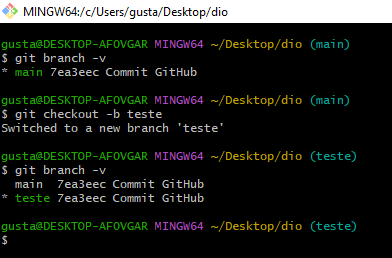 MINGW64:/c/Users/gusta/Desktop/dio
gusta@DESKTOP-AFOVGAR MINGW64 ~/Desktop/dio (main)
$ git branch -v
* main 7ea3eec Commit GitHub
gusta@DESKTOP-AFOVGAR MINGW64 ~/Desktop/dio (main)
$ git checkout -b teste
Switched to a new branch 'teste'
gusta@DESKTOP-AFOVGAR MINGW64 ~/Desktop/dio (teste)
$ git branch -v
  main  7ea3eec Commit GitHub
* teste 7ea3eec Commit GitHub
gusta@DESKTOP-AFOVGAR MINGW64 ~/Desktop/dio (teste)
$